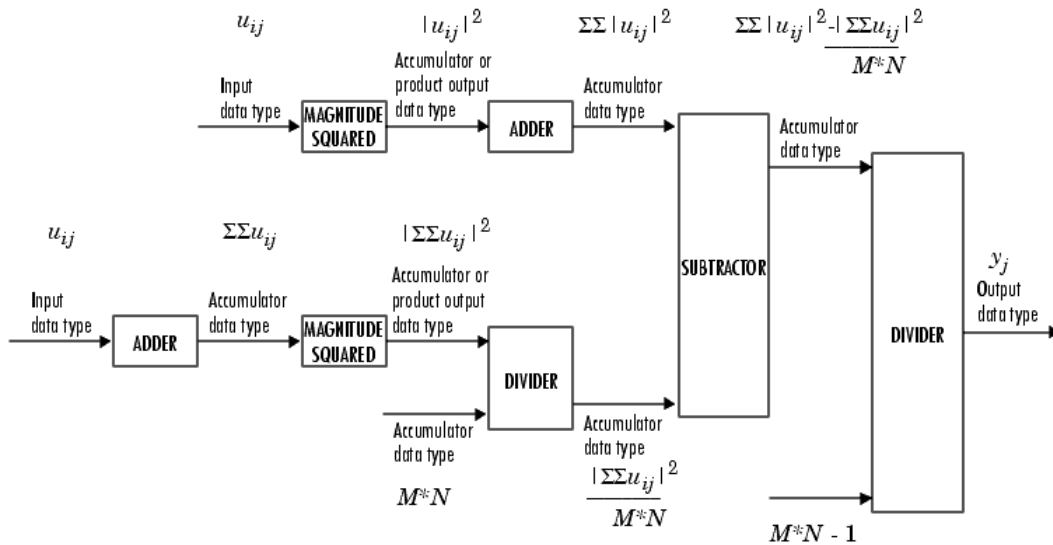 u_ij
|u_ij|²
ΣΣ|u_ij|²
ΣΣ|u_ij|²-|ΣΣu_ij|²
M*N
Input
data type
MAGNITUDE
SQUARED
Accumulator or
product output
data type
ADDER
Accumulator
data type
Accumulator
data type
u_ij
ΣΣu_ij
|ΣΣu_ij|²
Input
data type
ADDER
Accumulator
data type
MAGNITUDE
SQUARED
Accumulator or
product output
data type
DIVIDER
SUBTRACTOR
DIVIDER
y_j
Output
data type
Accumulator
data type
M*N
Accumulator
data type
|ΣΣu_ij|²
M*N
M*N - 1